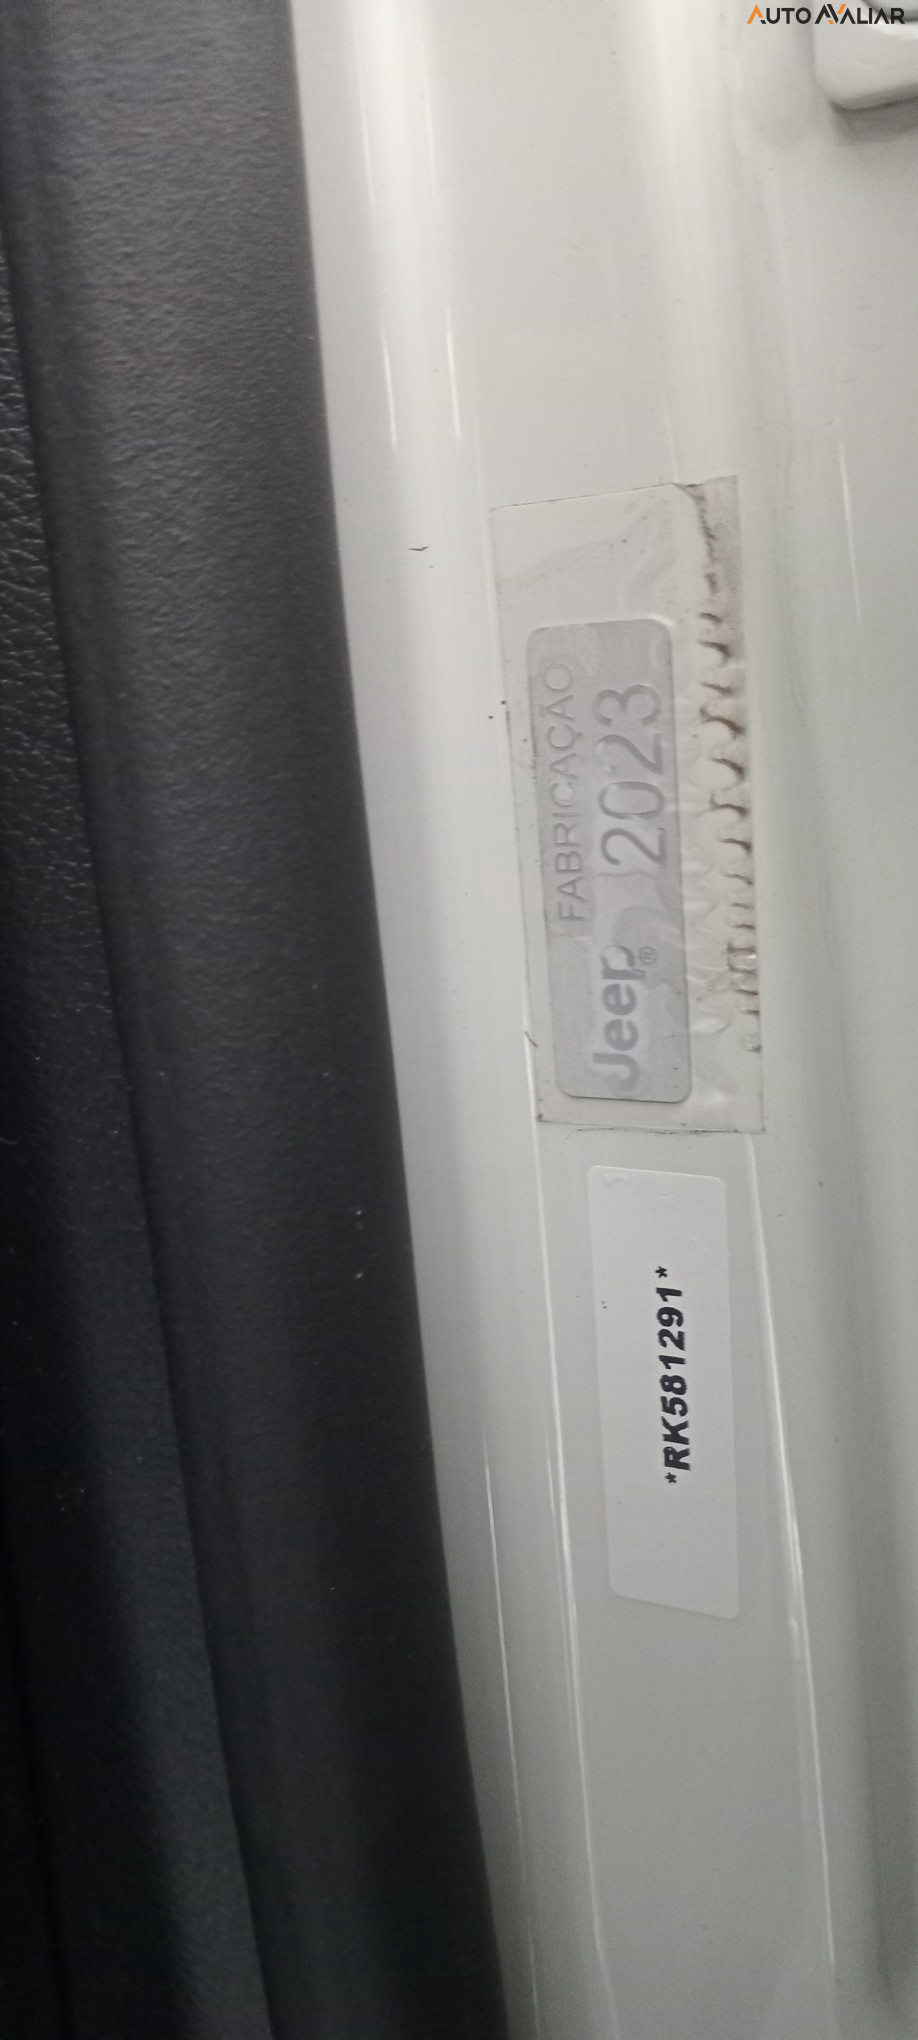 AUTO AVALIAR
FABRICAÇÃO
Jeep® 2023
*RK581291*